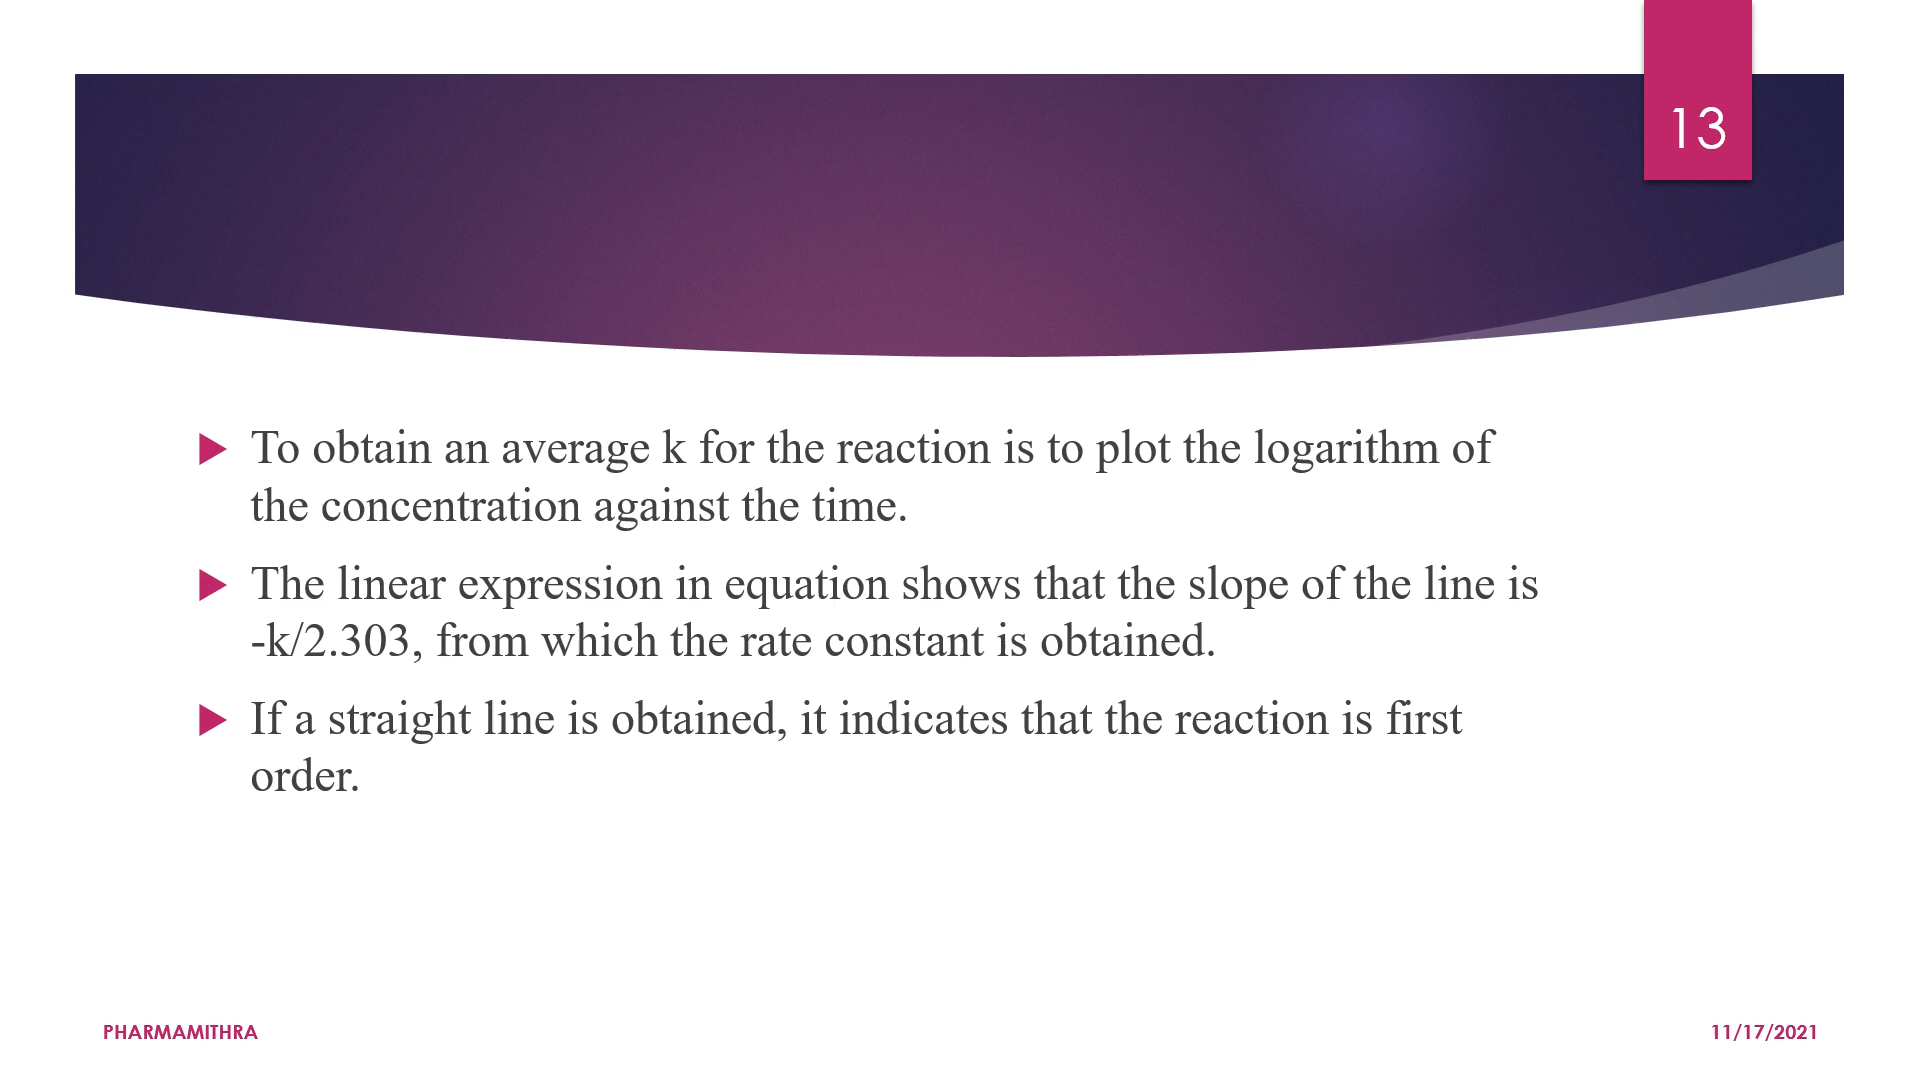 13
To obtain an average k for the reaction is to plot the logarithm of
the concentration against the time.
The linear expression in equation shows that the slope of the line is
-k/2.303, from which the rate constant is obtained.
If a straight line is obtained, it indicates that the reaction is first
order.
PHARMAMITHRA
11/17/2021